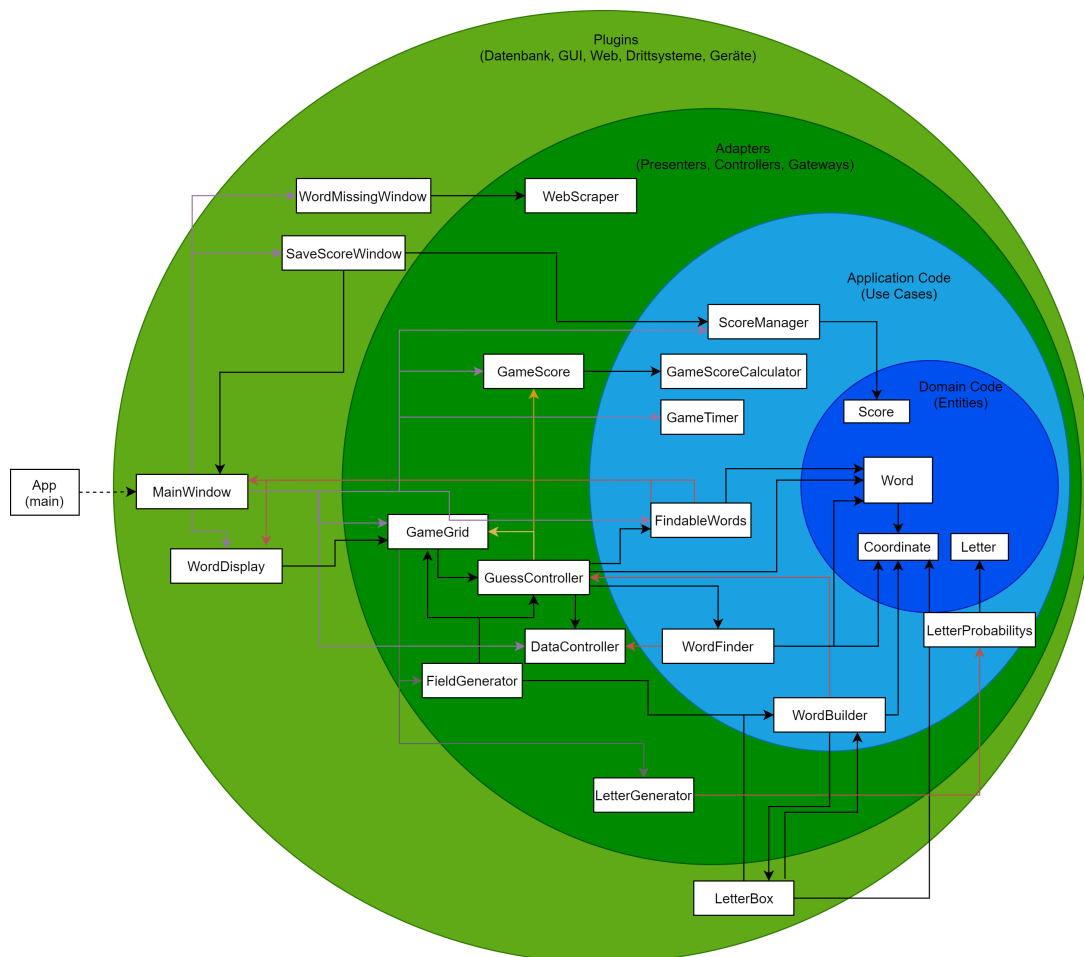 Plugins
(Datenbank, GUI, Web, Drittsysteme, Geräte)
Adapters
(Presenters, Controllers, Gateways)
WordMissingWindow
WebScraper
SaveScoreWindow
Application Code
(Use Cases)
ScoreManager
GameScore
GameScoreCalculator
Domain Code
(Entities)
Score
GameTimer
App
(main)
MainWindow
Word
FindableWords
GameGrid
Coordinate
Letter
WordDisplay
GuessController
LetterProbabilitys
DataController
WordFinder
FieldGenerator
WordBuilder
LetterGenerator
LetterBox